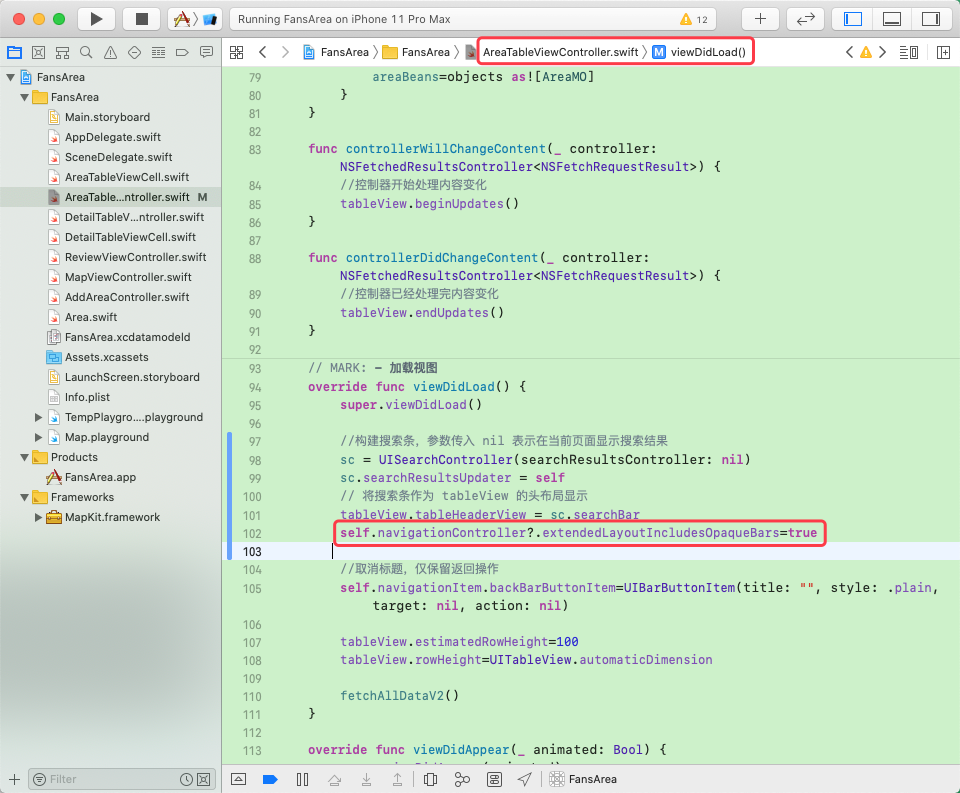 Running FansArea on iPhone 11 Pro Max
12
FansArea
FansArea
AreaTableViewController.swift
M
viewDidLoad()
FansArea
FansArea
Main.storyboard
AppDelegate.swift
SceneDelegate.swift
AreaTableViewCell.swift
AreaTable...ntroller.swift M
DetailTableV...ntroller.swift
DetailTableViewCell.swift
ReviewViewController.swift
MapViewController.swift
AddAreaController.swift
Area.swift
FansArea.xcdatamodeld
Assets.xcassets
LaunchScreen.storyboard
Info.plist
TempPlaygro....playground
Map.playground
Products
FansArea.app
Frameworks
MapKit.framework
Filter
79 areaBeans=objects as![AreaMO]
80 }
81 }
82
83 func controllerWillChangeContent(_ controller:
NSFetchedResultsController<NSFetchRequestResult>) {
84 //控制器开始处理内容变化
85 tableView.beginUpdates()
86 }
87
88 func controllerDidChangeContent(_ controller:
NSFetchedResultsController<NSFetchRequestResult>) {
89 //控制器已经处理完内容变化
90 tableView.endUpdates()
91 }
92
93 // MARK: - 加载视图
94 override func viewDidLoad() {
95 super.viewDidLoad()
96
97 //构建搜索条，参数传入 nil 表示在当前页面显示搜索结果
98 sc = UISearchController(searchResultsController: nil)
99 sc.searchResultsUpdater = self
100 // 将搜索条作为 tableView 的头布局显示
101 tableView.tableHeaderView = sc.searchBar
102 self.navigationController?.extendedLayoutIncludesOpaqueBars=true
103
104 //取消标题，仅保留返回操作
105 self.navigationItem.backBarButtonItem=UIBarButtonItem(title: "", style: .plain,
target: nil, action: nil)
106
107 tableView.estimatedRowHeight=100
108 tableView.rowHeight=UITableView.automaticDimension
109
110 fetchAllDataV2()
111 }
112
113 override func viewDidAppear(_ animated: Bool) {
FansArea